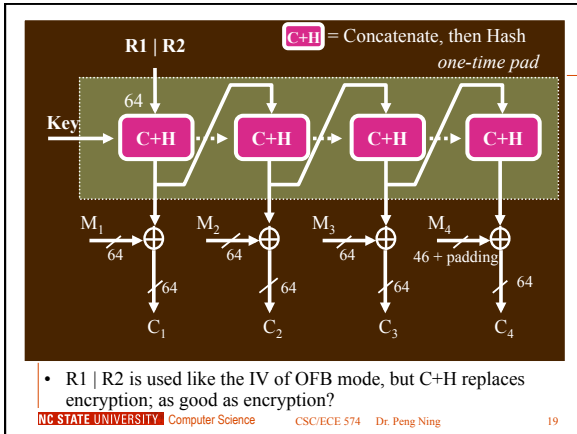 C+H = Concatenate, then Hash
R1 | R2
one-time pad
64
Key
C+H C+H C+H C+H
M1 M2 M3 M4
64 64 64 46 + padding
64 64 64 64
C1 C2 C3 C4
• R1 | R2 is used like the IV of OFB mode, but C+H replaces
encryption; as good as encryption?
NC STATE UNIVERSITY Computer Science CSC/ECE 574 Dr. Peng Ning 19